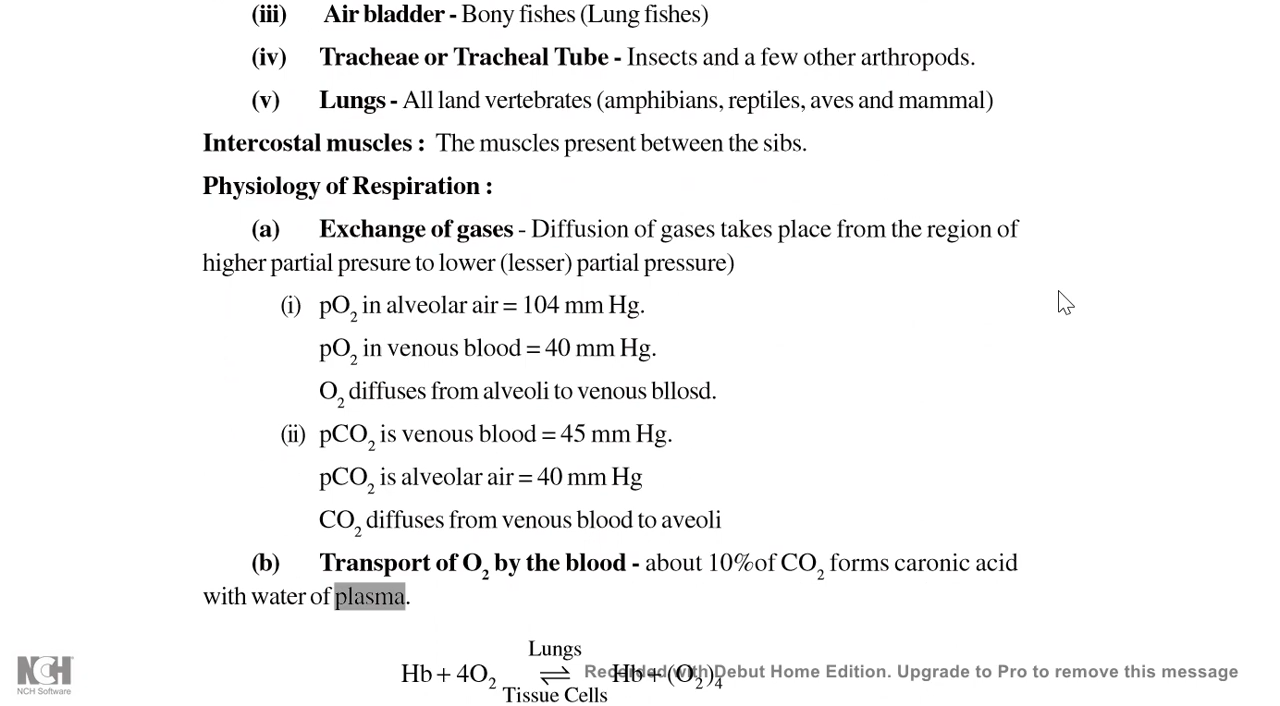 (iii) Air bladder - Bony fishes (Lung fishes)
(iv) Tracheae or Tracheal Tube - Insects and a few other arthropods.
(v) Lungs - All land vertebrates (amphibians, reptiles, aves and mammal)
Intercostal muscles : The muscles present between the sibs.
Physiology of Respiration :
(a) Exchange of gases - Diffusion of gases takes place from the region of
higher partial presure to lower (lesser) partial pressure)
(i) pO₂ in alveolar air = 104 mm Hg.
pO₂ in venous blood = 40 mm Hg.
O₂ diffuses from alveoli to venous bllosd.
(ii) pCO₂ is venous blood = 45 mm Hg.
pCO₂ is alveolar air = 40 mm Hg
CO₂ diffuses from venous blood to aveoli
(b) Transport of O₂ by the blood - about 10%of CO₂ forms caronic acid
with water of plasma.
Lungs
Hb + 4O₂ ⇌ Hb + (O₂)₄
Tissue Cells
Recorded with Debut Home Edition. Upgrade to Pro to remove this message
NCH
NCH Software